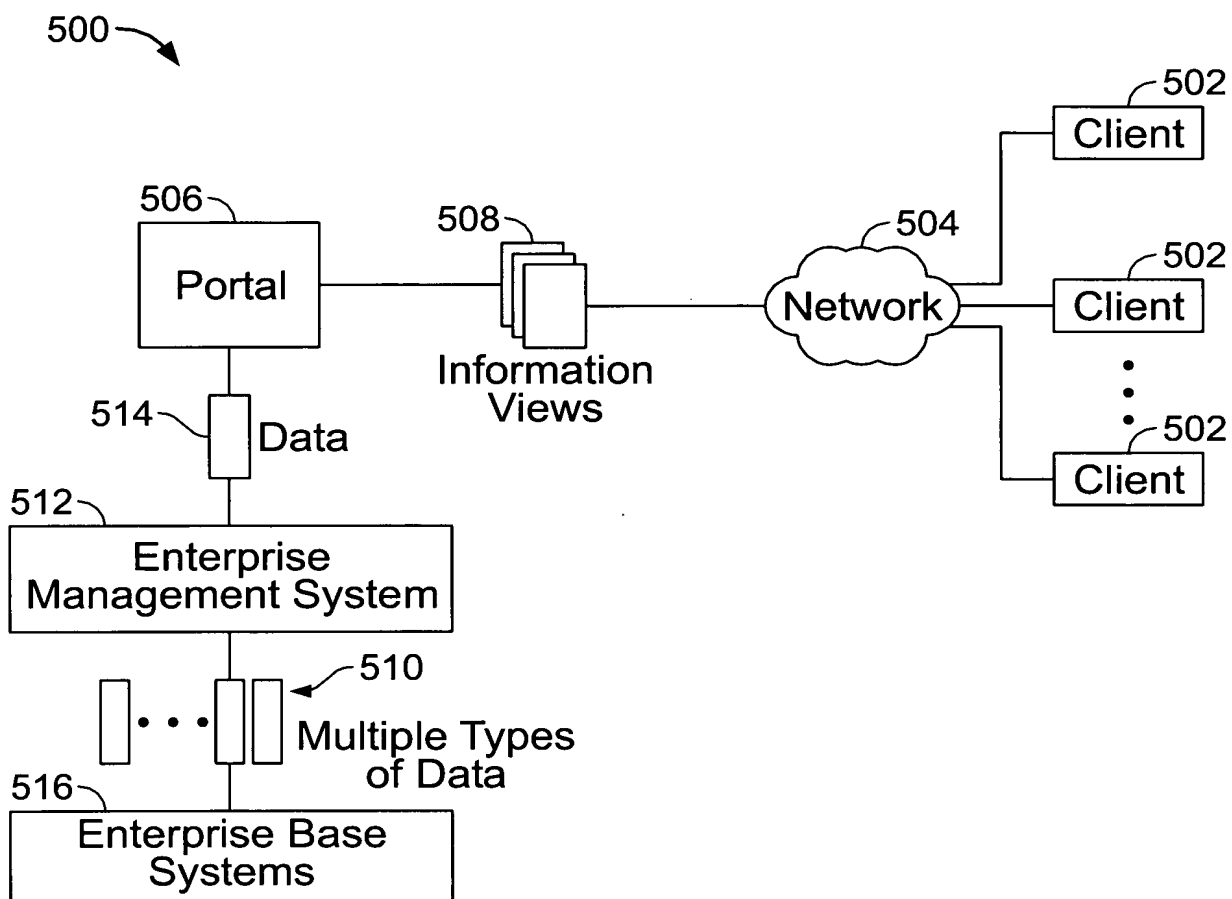 500
502
Client
506
508
504
502
Portal
Network
Client
Information
Views
514
Data
502
Client
512
Enterprise
Management System
510
Multiple Types
of Data
516
Enterprise Base
Systems